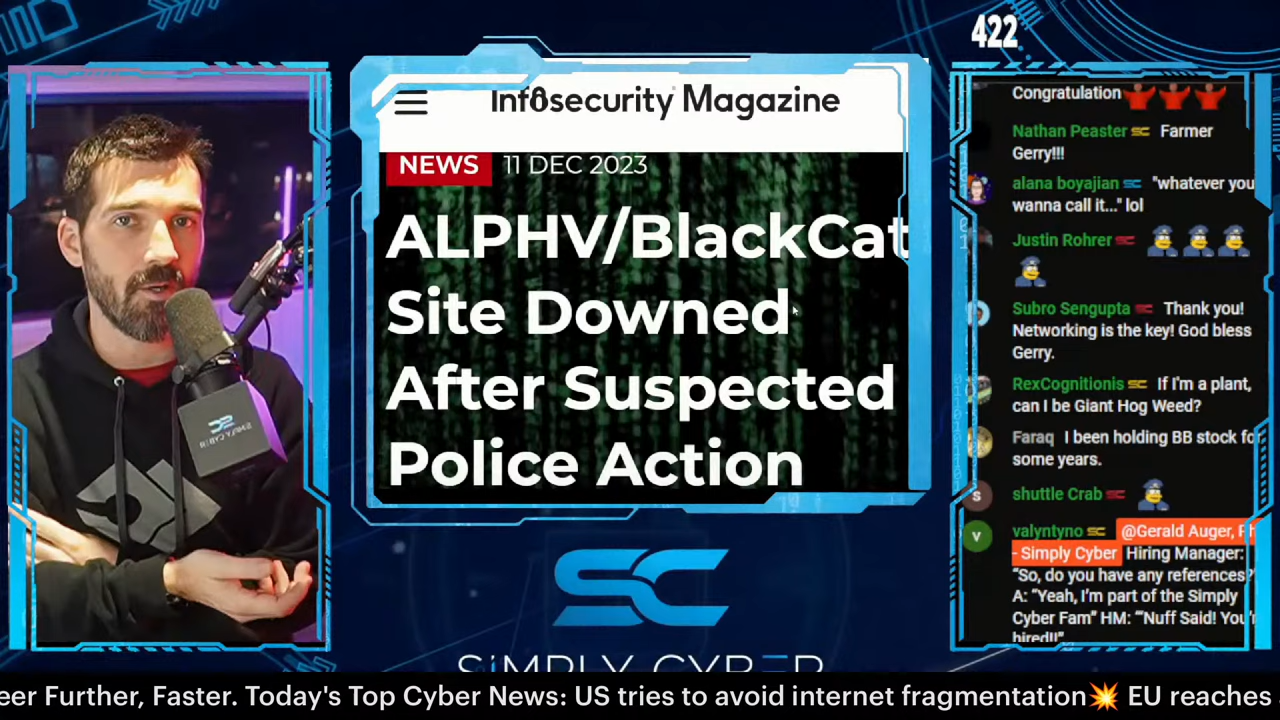 422
Infosecurity Magazine
NEWS 11 DEC 2023
ALPHV/BlackCat
Site Downed
After Suspected
Police Action
SC
SIMPLY CYBER
Congratulation
Nathan Peaster Farmer
Gerry!!!
alana boyajian "whatever you
wanna call it..." lol
Justin Rohrer
Subro Sengupta Thank you!
Networking is the key! God bless
Gerry.
RexCognitionis If I'm a plant,
can I be Giant Hog Weed?
Faraq I been holding BB stock for
some years.
shuttle Crab
valyntyno @Gerald Auger, Ph
- Simply Cyber Hiring Manager:
“So, do you have any references?”
A: “Yeah, I’m part of the Simply
Cyber Fam” HM: “‘Nuff Said! You’r
hired!!”
eer Further, Faster. Today's Top Cyber News: US tries to avoid internet fragmentation💥 EU reaches